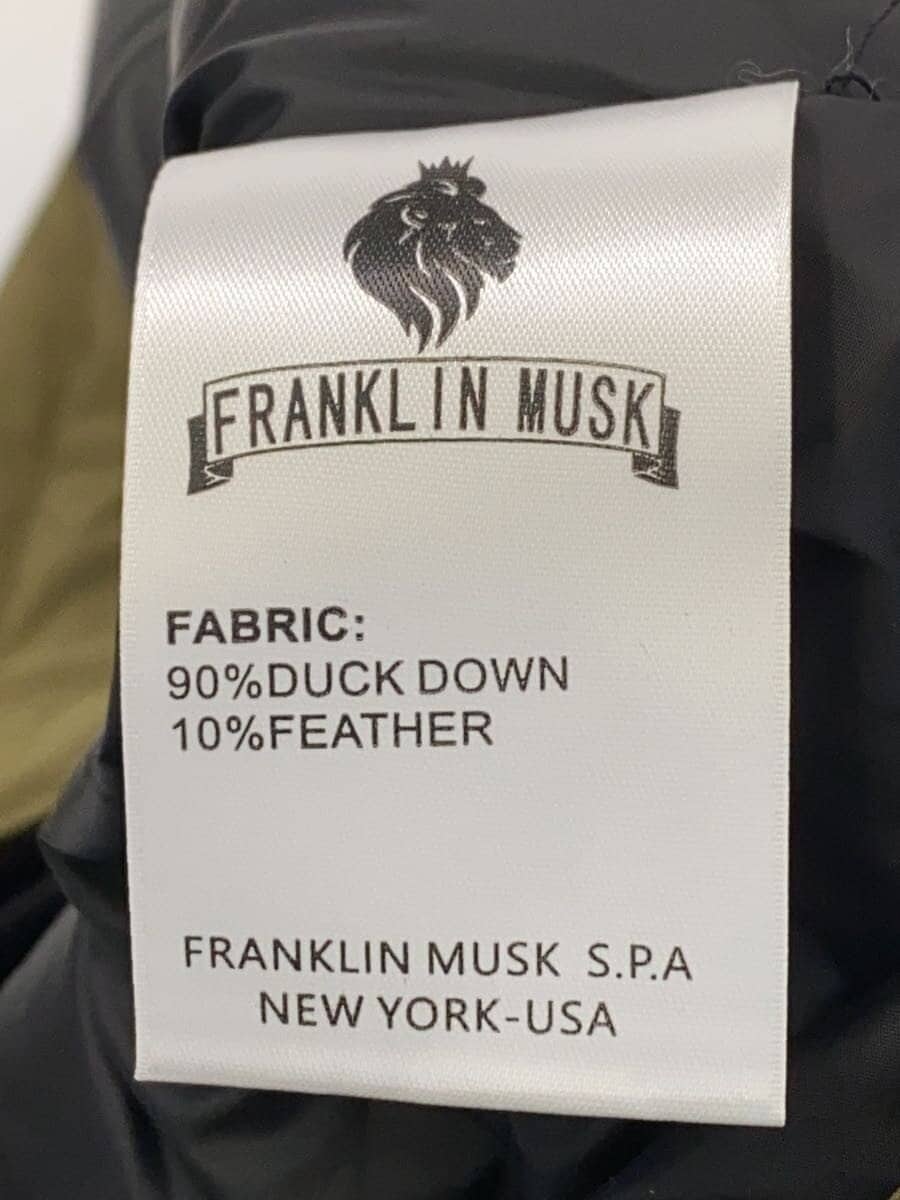 FRANKLIN MUSK
FABRIC:
90%DUCK DOWN
10%FEATHER
FRANKLIN MUSK S.P.A
NEW YORK-USA